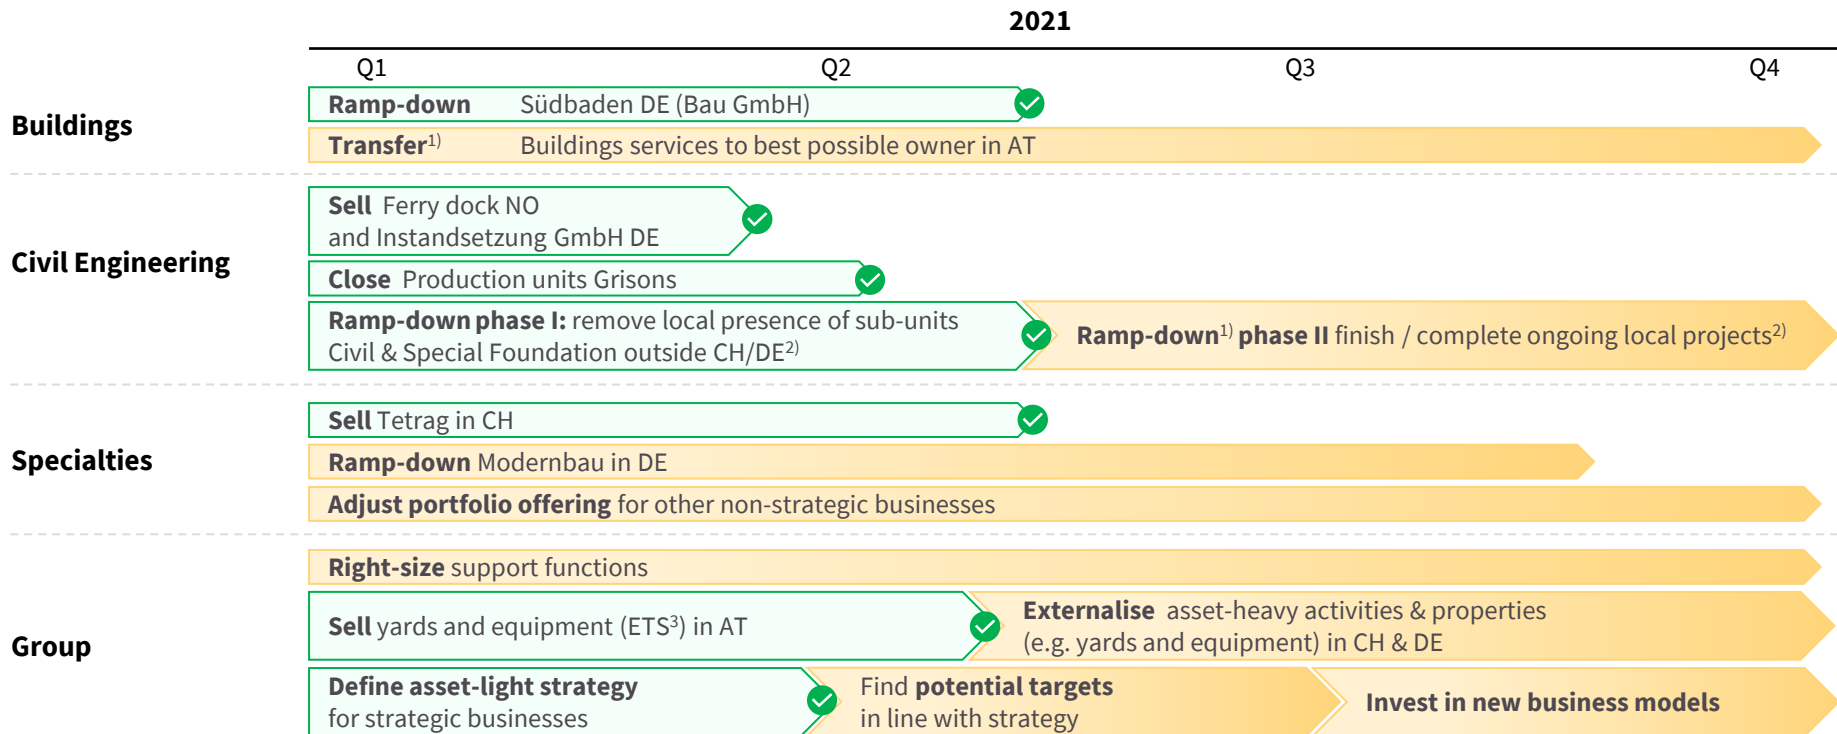 2021
Q1 Q2 Q3 Q4
Buildings
Ramp-down Südbaden DE (Bau GmbH)
Transfer1) Buildings services to best possible owner in AT
Civil Engineering
Sell Ferry dock NO
and Instandsetzung GmbH DE
Close Production units Grisons
Ramp-down phase I: remove local presence of sub-units
Civil & Special Foundation outside CH/DE2)
Ramp-down1) phase II finish / complete ongoing local projects2)
Specialties
Sell Tetrag in CH
Ramp-down Modernbau in DE
Adjust portfolio offering for other non-strategic businesses
Group
Right-size support functions
Sell yards and equipment (ETS3) in AT
Externalise asset-heavy activities & properties
(e.g. yards and equipment) in CH & DE
Define asset-light strategy
for strategic businesses
Find potential targets
in line with strategy
Invest in new business models